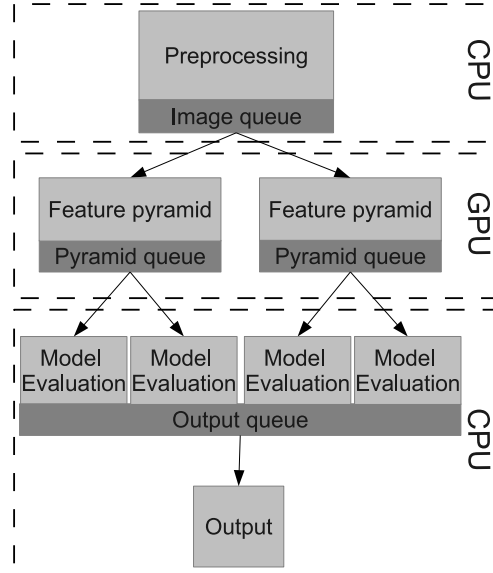 Preprocessing
Image queue
CPU
Feature pyramid
Pyramid queue
Feature pyramid
Pyramid queue
GPU
Model
Evaluation
Model
Evaluation
Model
Evaluation
Model
Evaluation
Output queue
CPU
Output